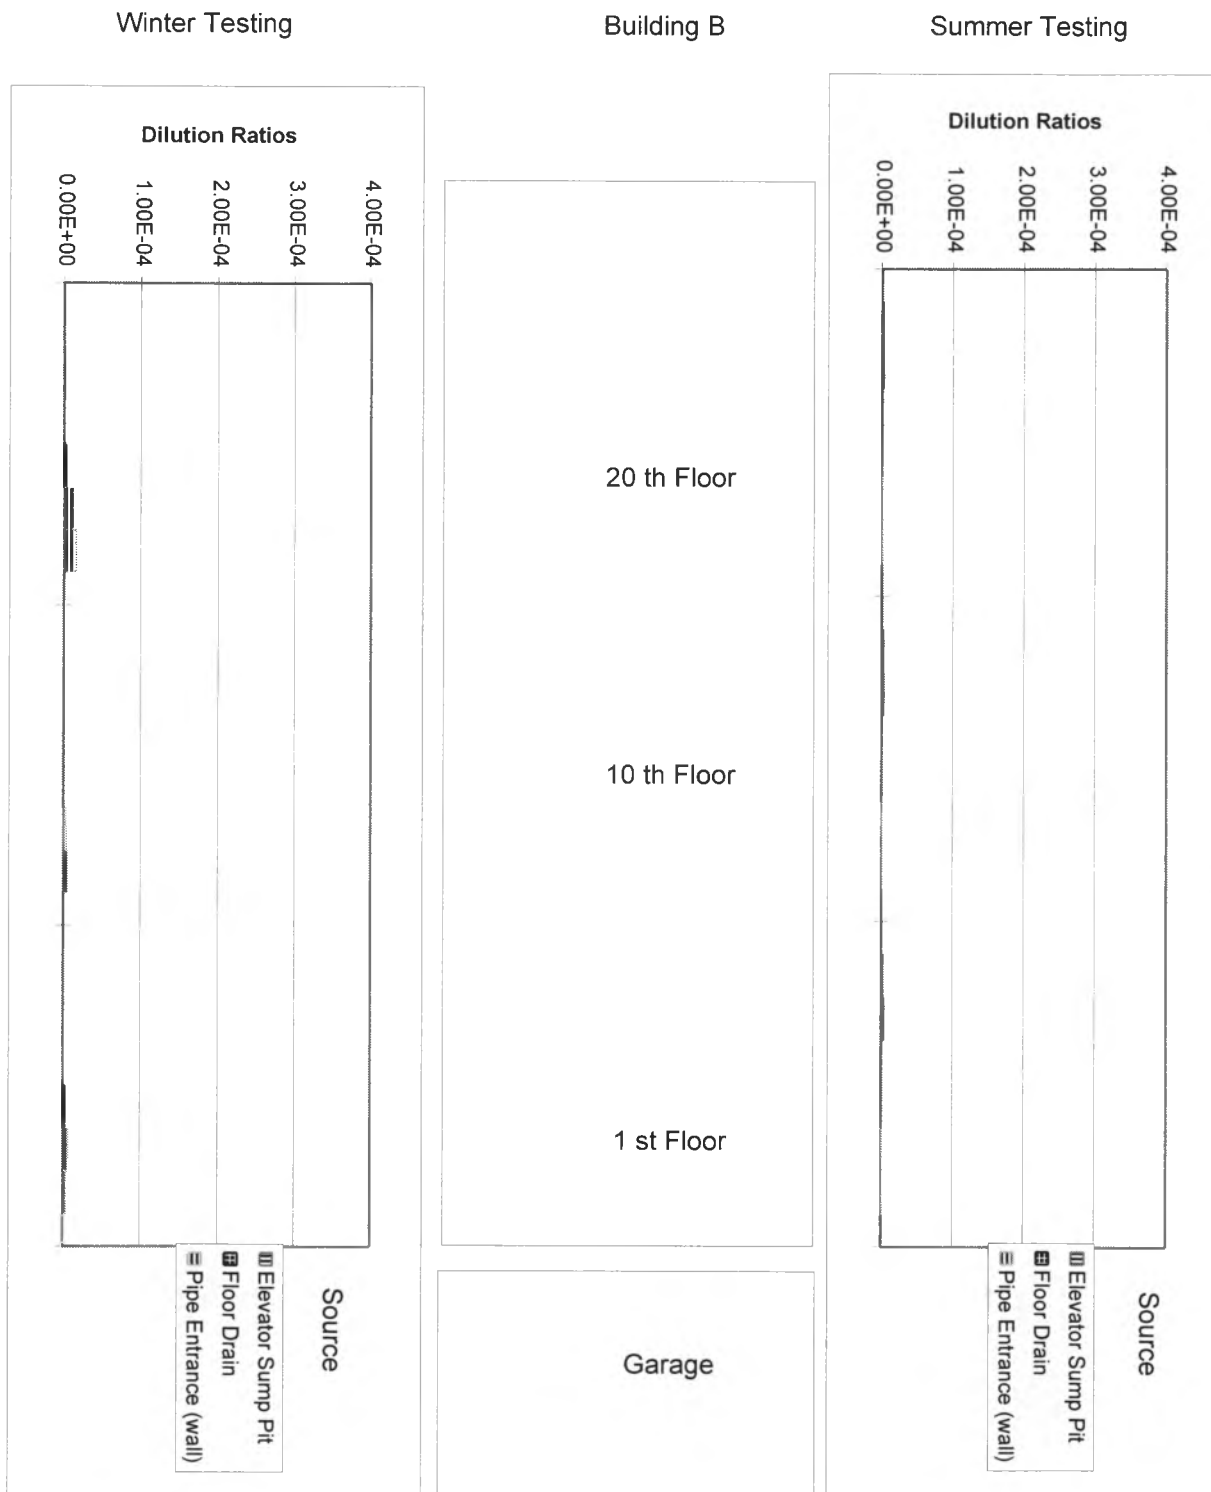 Winter Testing
Building B
Summer Testing
Dilution Ratios
0.00E+00
1.00E-04
2.00E-04
3.00E-04
4.00E-04
Source
Elevator Sump Pit
Floor Drain
Pipe Entrance (wall)
20 th Floor
10 th Floor
1 st Floor
Garage
Dilution Ratios
0.00E+00
1.00E-04
2.00E-04
3.00E-04
4.00E-04
Source
Elevator Sump Pit
Floor Drain
Pipe Entrance (wall)